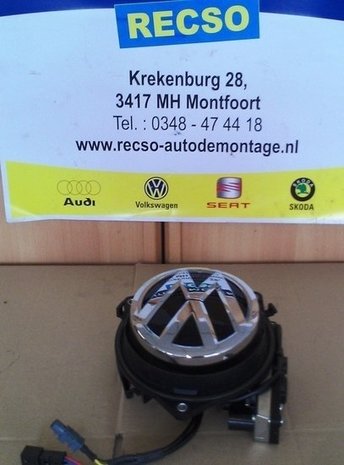 RECSO
Krekenburg 28,
3417 MH Montfoort
Tel. : 0348 - 47 44 18
www.recso-autodemontage.nl
Audi
Volkswagen
SEAT
SKODA